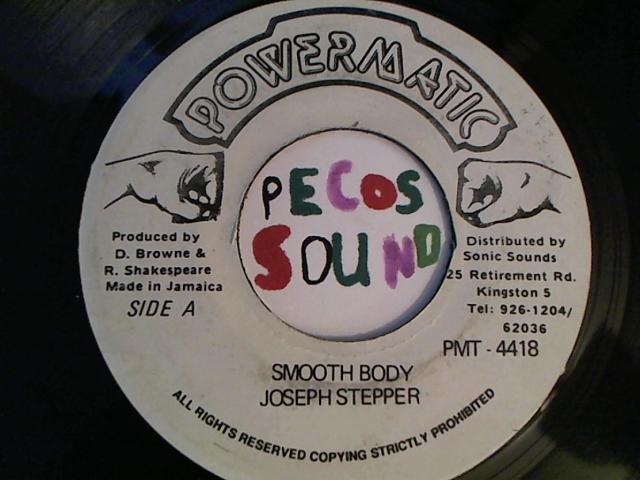 POWERMATIC
PECOS
SOUND
Produced by
D. Browne &
R. Shakespeare
Made in Jamaica
SIDE A
Distributed by
Sonic Sounds
25 Retirement Rd.
Kingston 5
Tel: 926-1204/
62036
PMT - 4418
SMOOTH BODY
JOSEPH STEPPER
ALL RIGHTS RESERVED COPYING STRICTLY PROHIBITED